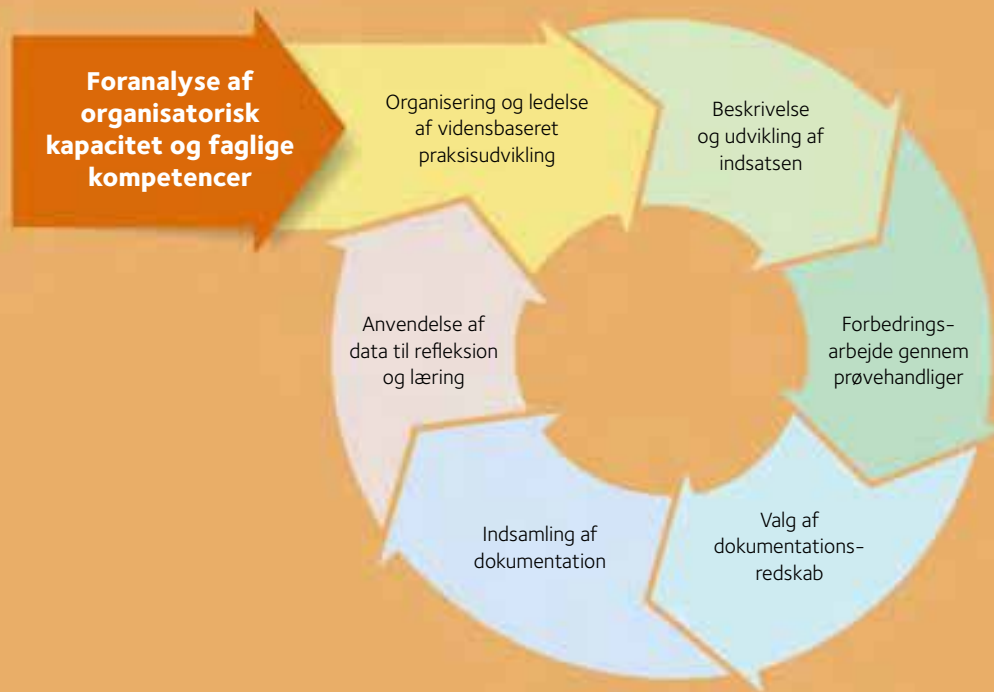 Foranalyse af
organisatorisk
kapacitet og faglige
kompetencer
Organisering og ledelse
af vidensbaseret
praksisudvikling
Beskrivelse
og udvikling af
indsatsen
Forbedrings-
arbejde gennem
prøvehandliger
Valg af
dokumentations-
redskab
Indsamling af
dokumentation
Anvendelse af
data til refleksion
og læring